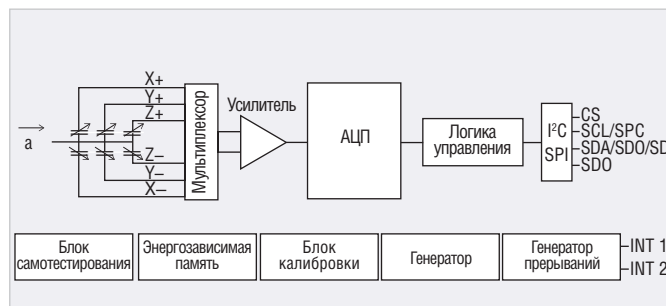 X+
Y+
Z+
a
Z–
Y–
X–
Мультиплексор
Усилитель
АЦП
Логика
управления
I²C
SPI
CS
SCL/SPC
SDA/SDO/SD
SDO
Блок
самотестирования
Энергозависимая
память
Блок
калибровки
Генератор
Генератор
прерываний
INT 1
INT 2